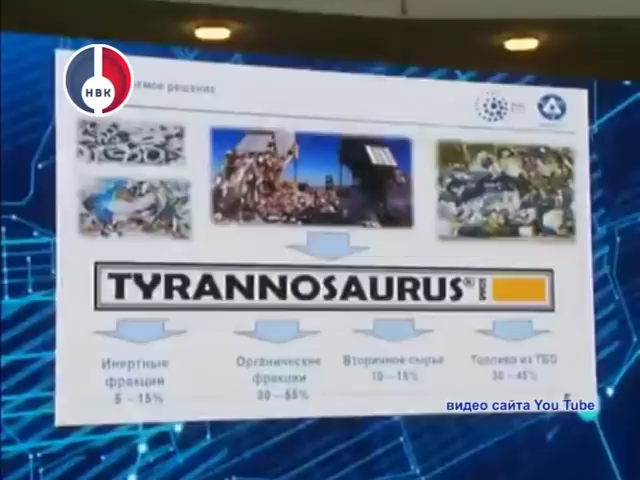 НВК
решение
TYRANNOSAURUS®
Инертные
фракции
5 – 15%
Органические
фракции
30 – 55%
Вторичное сырье
10 – 15%
Топливо из ТБО
30 – 45%
видео сайта You Tube